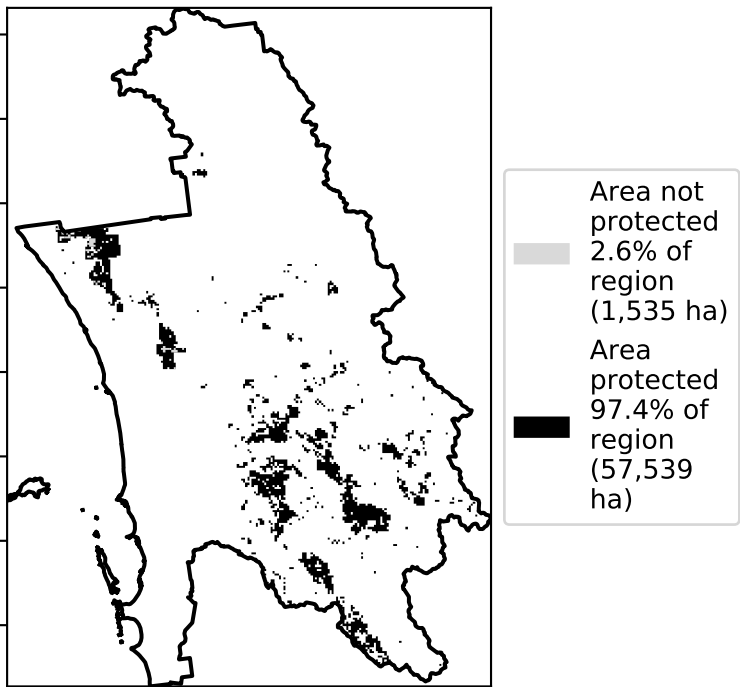 Area not
protected
2.6% of
region
(1,535 ha)
Area
protected
97.4% of
region
(57,539
ha)